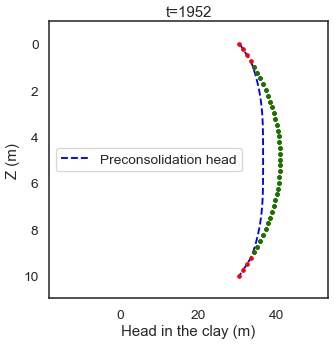 t=1952
Z (m)
0
2
4
6
8
10
Preconsolidation head
0
20
40
Head in the clay (m)